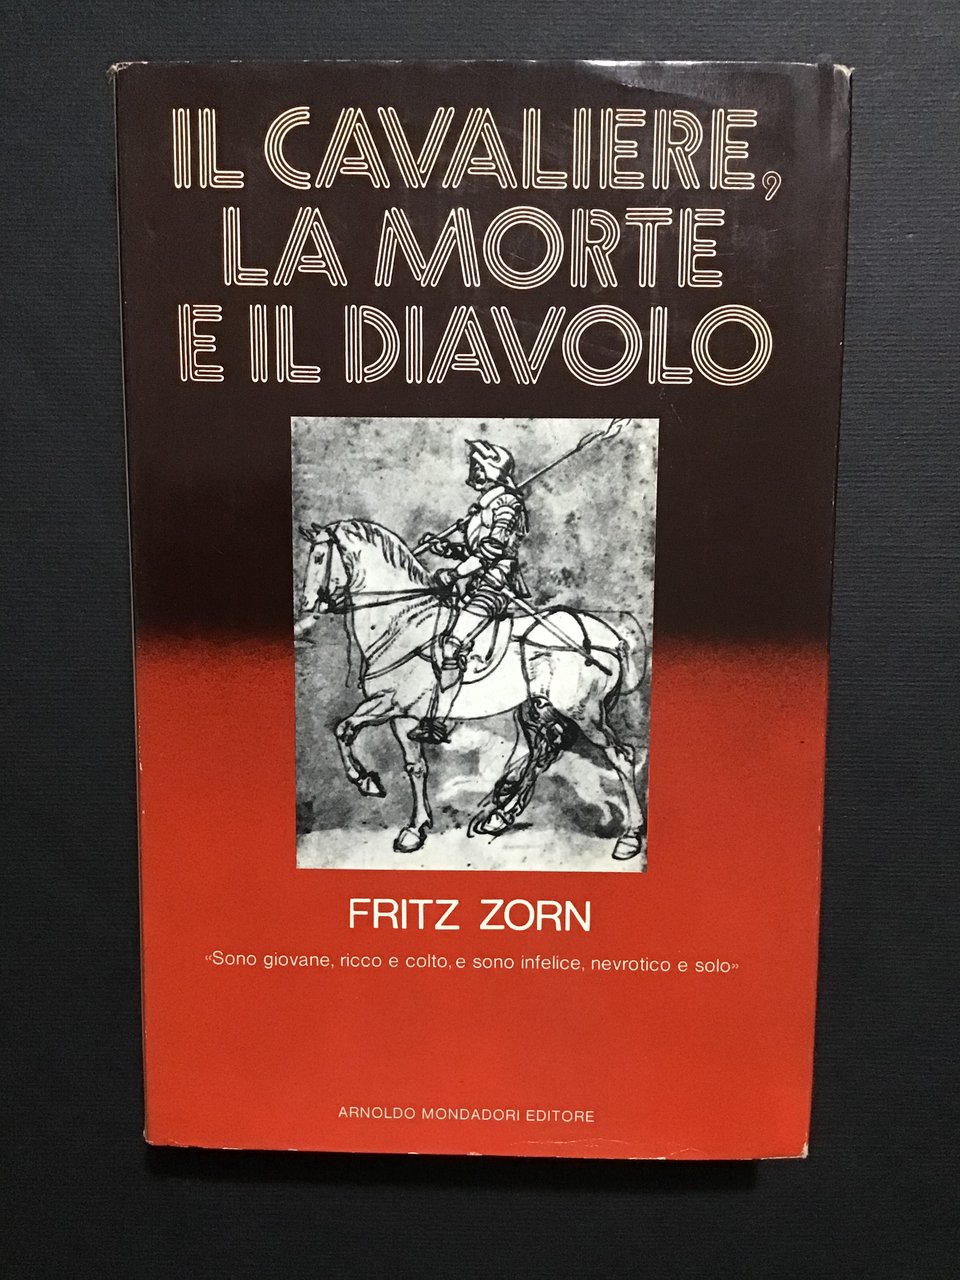 IL CAVALIERE,
LA MORTE
E IL DIAVOLO
FRITZ ZORN
«Sono giovane, ricco e colto, e sono infelice, nevrotico e solo»
ARNOLDO MONDADORI EDITORE